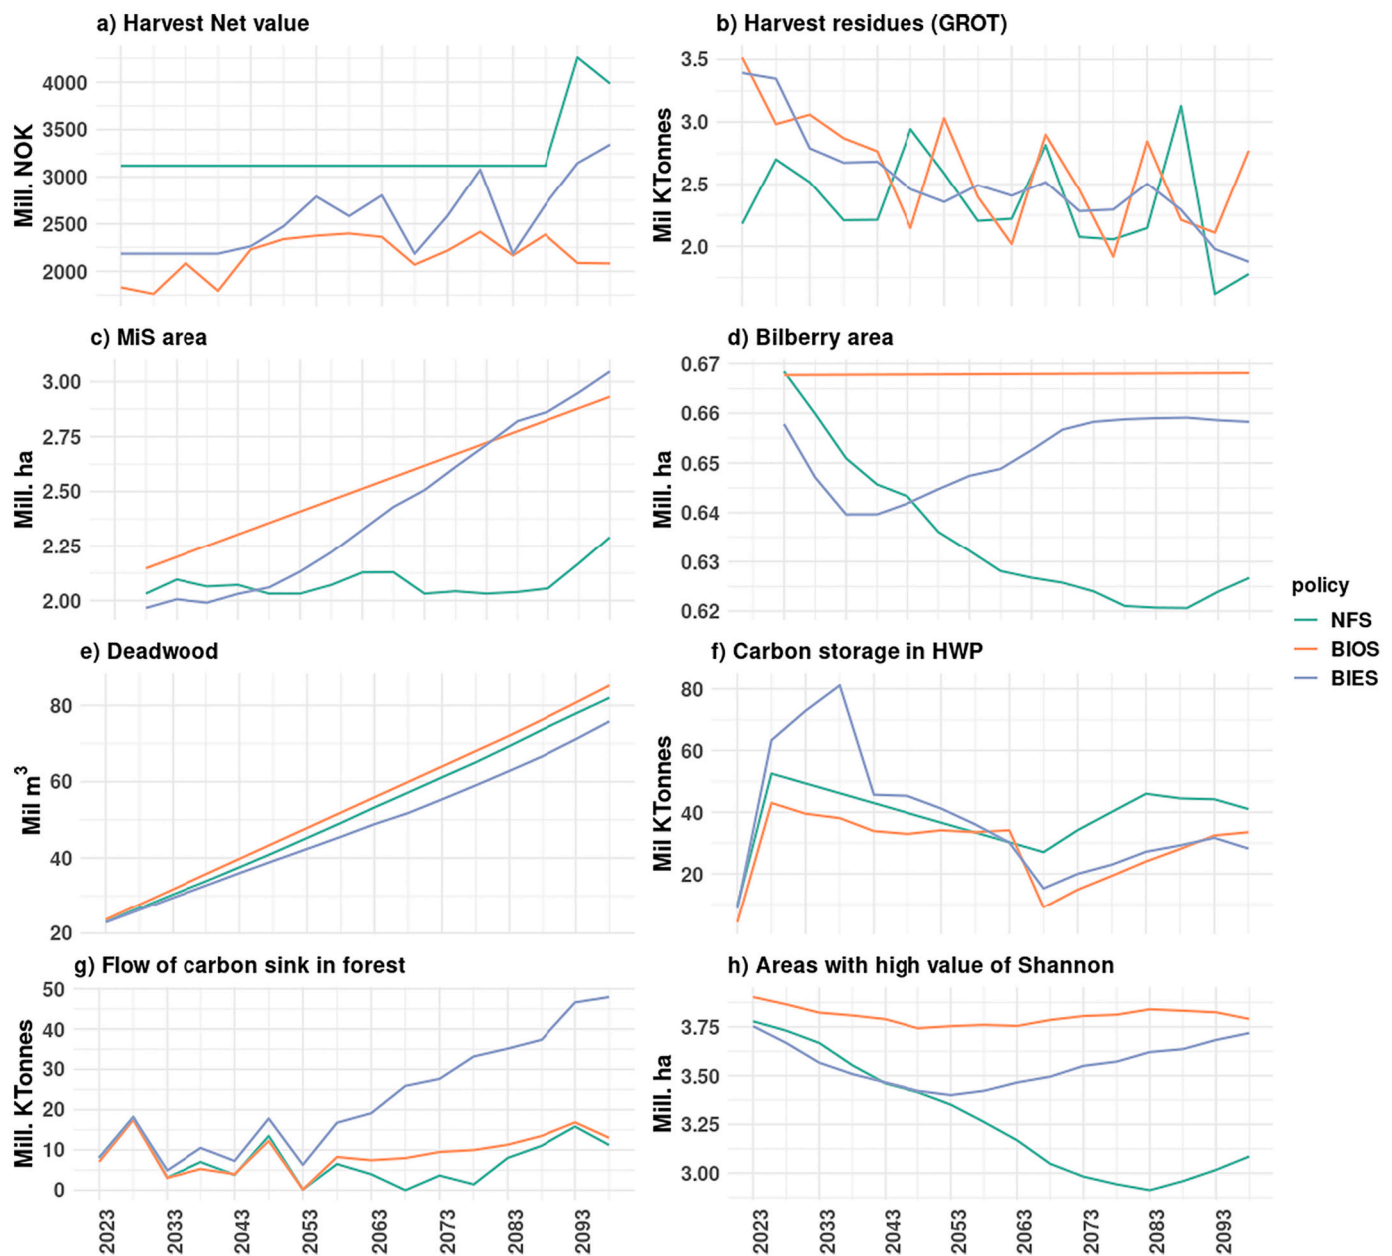 a) Harvest Net value
Mill. NOK
4000
3500
3000
2500
2000
b) Harvest residues (GROT)
Mil KTonnes
3.5
3.0
2.5
2.0
c) MiS area
Mill. ha
3.00
2.75
2.50
2.25
2.00
d) Bilberry area
Mill. ha
0.67
0.66
0.65
0.64
0.63
0.62
e) Deadwood
Mil m³
80
60
40
20
f) Carbon storage in HWP
Mil KTonnes
80
60
40
20
g) Flow of carbon sink in forest
Mill. KTonnes
50
40
30
20
10
0
2023 2033 2043 2053 2063 2073 2083 2093
h) Areas with high value of Shannon
Mill. ha
3.75
3.50
3.25
3.00
2023 2033 2043 2053 2063 2073 2083 2093
policy
NFS
BIOS
BIES